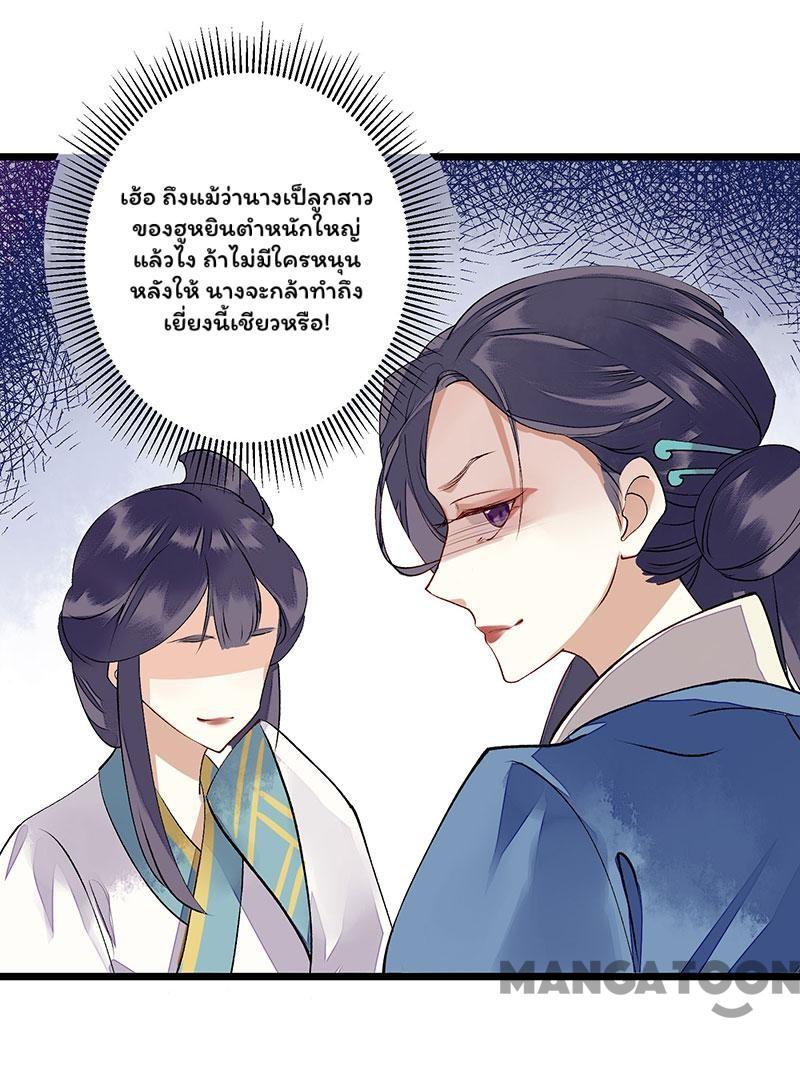 เฮ้อ ถึงแม้ว่านางเป็ลูกสาว
ของฮูหยินตำหนักใหญ่
แล้วไง ถ้าไม่มีใครหนุน
หลังให้ นางจะกล้าทำถึง
เยี่ยงนี้เชียวหรือ!
MANGATOON